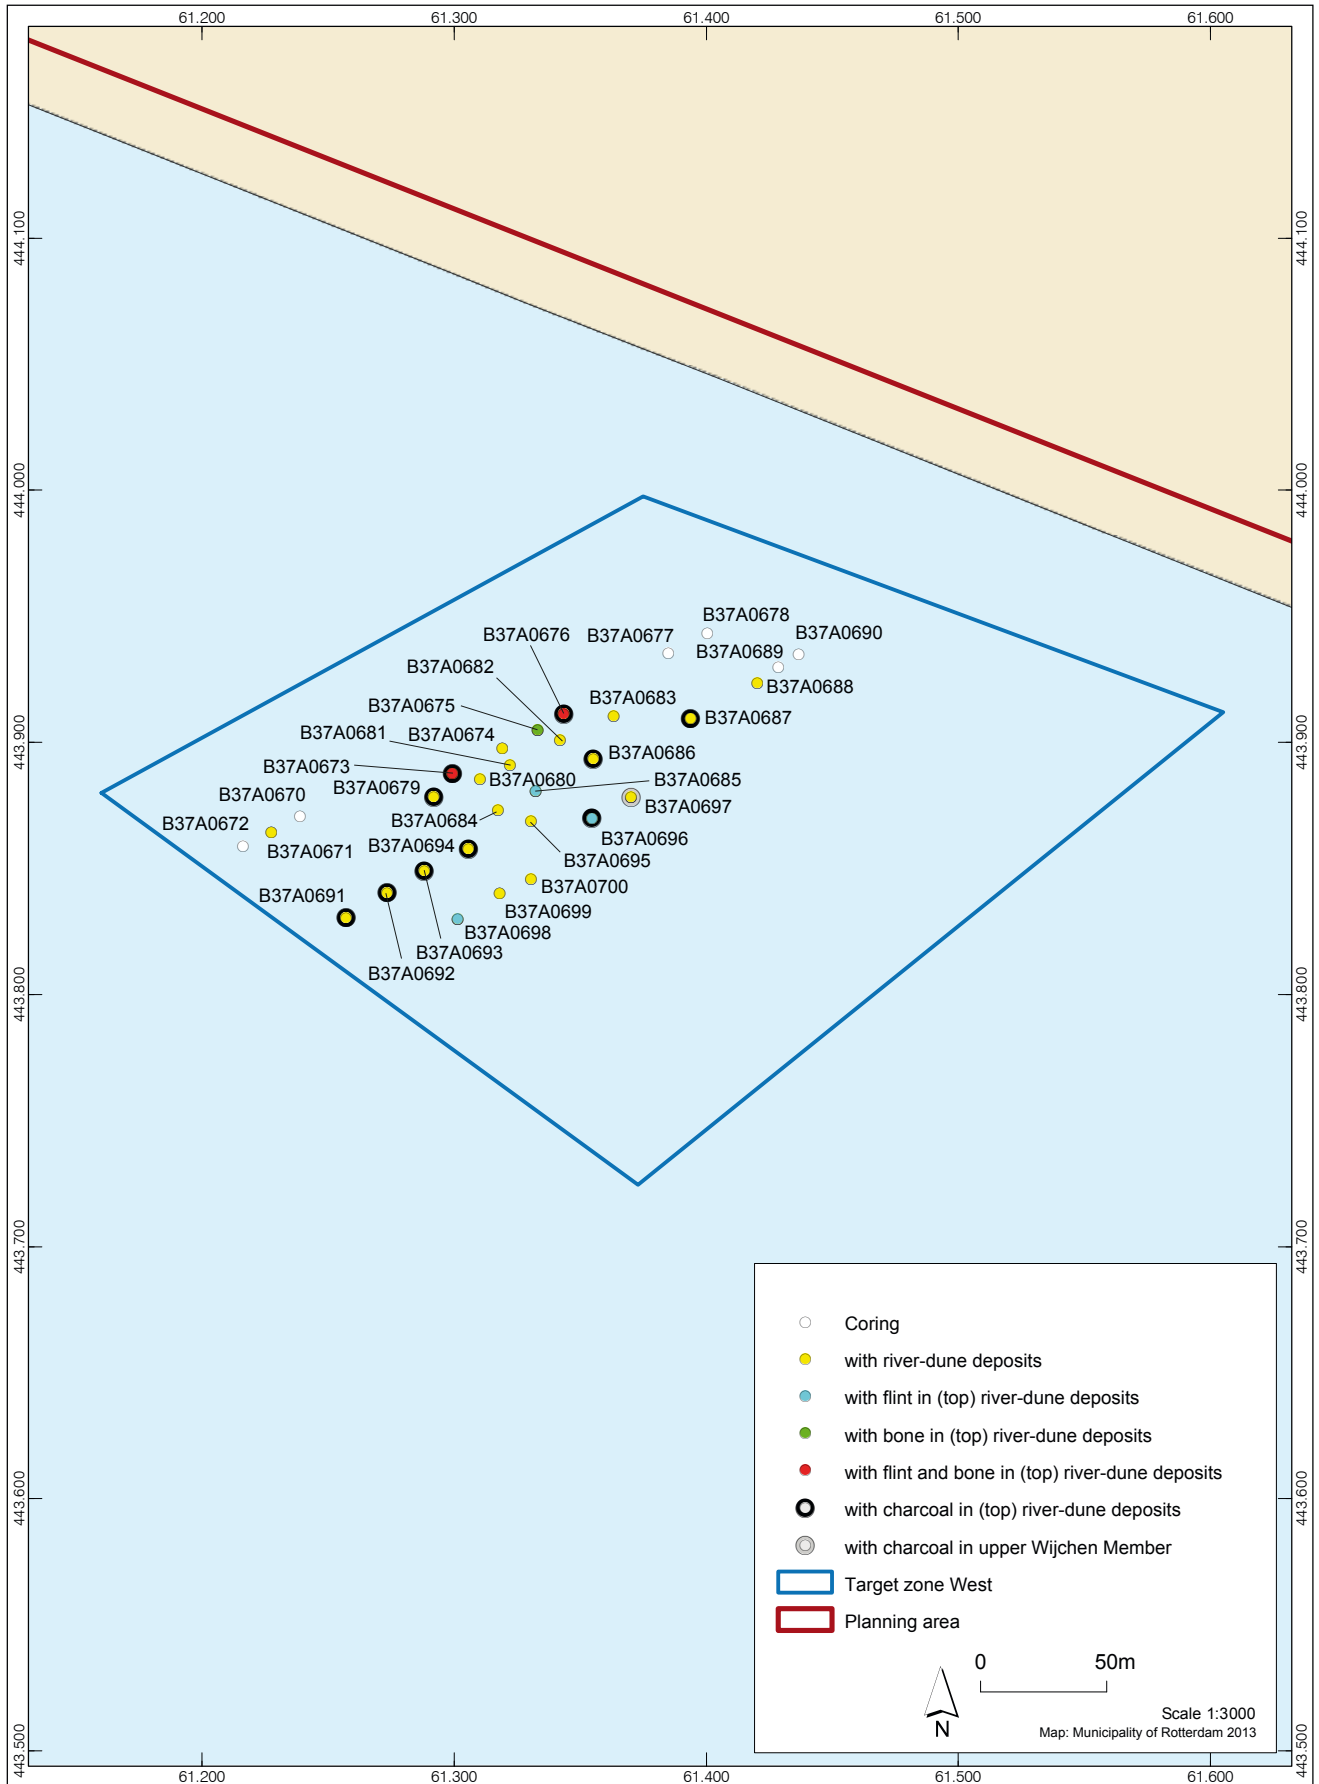 61.200 61.300 61.400 61.500 61.600
444.100 444.100
444.000 444.000
B37A0678
B37A0676 B37A0677 B37A0690
B37A0682 B37A0689
B37A0688
B37A0675 B37A0683
B37A0687
B37A0681 B37A0674
443.900 443.900
B37A0686
B37A0673
B37A0679 B37A0680 B37A0685
B37A0670 B37A0697
B37A0672 B37A0684
B37A0671 B37A0694 B37A0696
B37A0695
B37A0691 B37A0700
B37A0699
B37A0698
B37A0693
B37A0692
443.800 443.800
443.700 443.700
Coring
with river-dune deposits
with flint in (top) river-dune deposits
with bone in (top) river-dune deposits
with flint and bone in (top) river-dune deposits
443.600 443.600
with charcoal in (top) river-dune deposits
with charcoal in upper Wijchen Member
Target zone West
Planning area
0 50m
N
Scale 1:3000
Map: Municipality of Rotterdam 2013
443.500 443.500
61.200 61.300 61.400 61.500 61.600